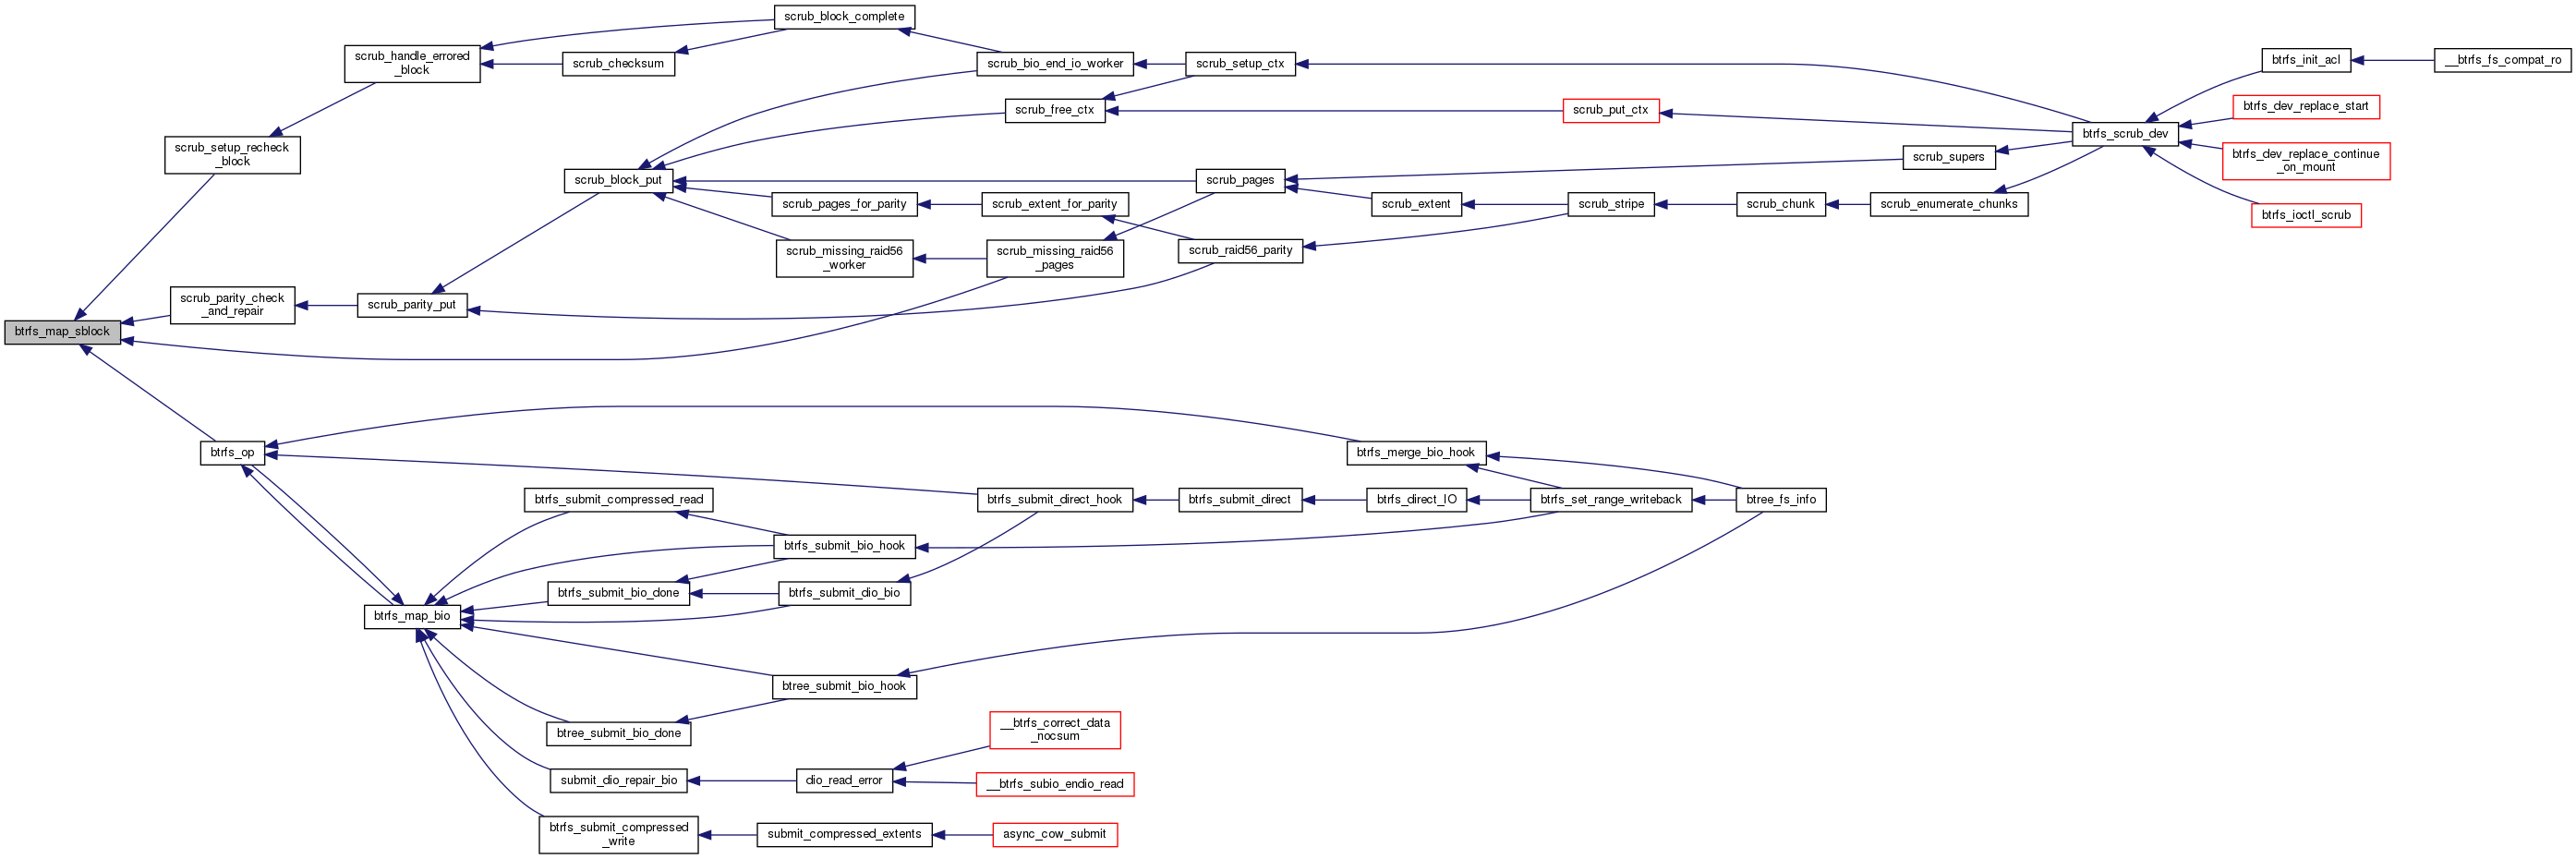 scrub_block_complete
scrub_handle_errored
_block
scrub_checksum
scrub_bio_end_io_worker
scrub_setup_ctx
btrfs_init_acl
__btrfs_fs_compat_ro
scrub_free_ctx
scrub_put_ctx
btrfs_dev_replace_start
btrfs_scrub_dev
scrub_setup_recheck
_block
scrub_supers
btrfs_dev_replace_continue
_on_mount
scrub_block_put
scrub_pages
scrub_pages_for_parity
scrub_extent_for_parity
scrub_extent
scrub_stripe
scrub_chunk
scrub_enumerate_chunks
btrfs_ioctl_scrub
scrub_missing_raid56
_worker
scrub_missing_raid56
_pages
scrub_raid56_parity
scrub_parity_check
_and_repair
scrub_parity_put
btrfs_map_sblock
btrfs_op
btrfs_merge_bio_hook
btrfs_submit_compressed_read
btrfs_submit_direct_hook
btrfs_submit_direct
btrfs_direct_IO
btrfs_set_range_writeback
btree_fs_info
btrfs_submit_bio_hook
btrfs_submit_bio_done
btrfs_submit_dio_bio
btrfs_map_bio
btree_submit_bio_hook
btree_submit_bio_done
__btrfs_correct_data
_nocsum
submit_dio_repair_bio
dio_read_error
__btrfs_subio_endio_read
btrfs_submit_compressed
_write
submit_compressed_extents
async_cow_submit